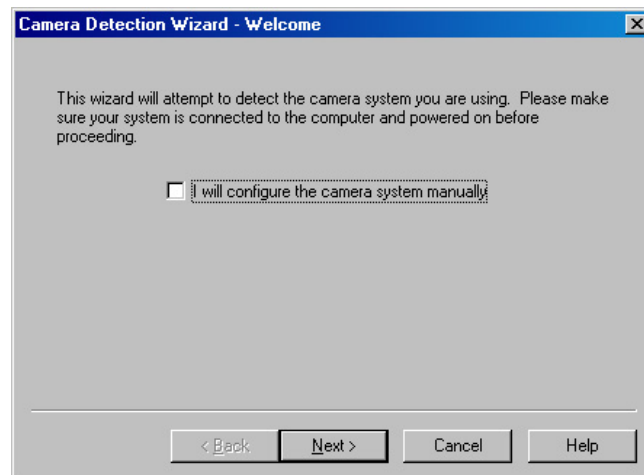 Camera Detection Wizard - Welcome
This wizard will attempt to detect the camera system you are using.  Please make
sure your system is connected to the computer and powered on before
proceeding.
I will configure the camera system manually
< Back
Next >
Cancel
Help